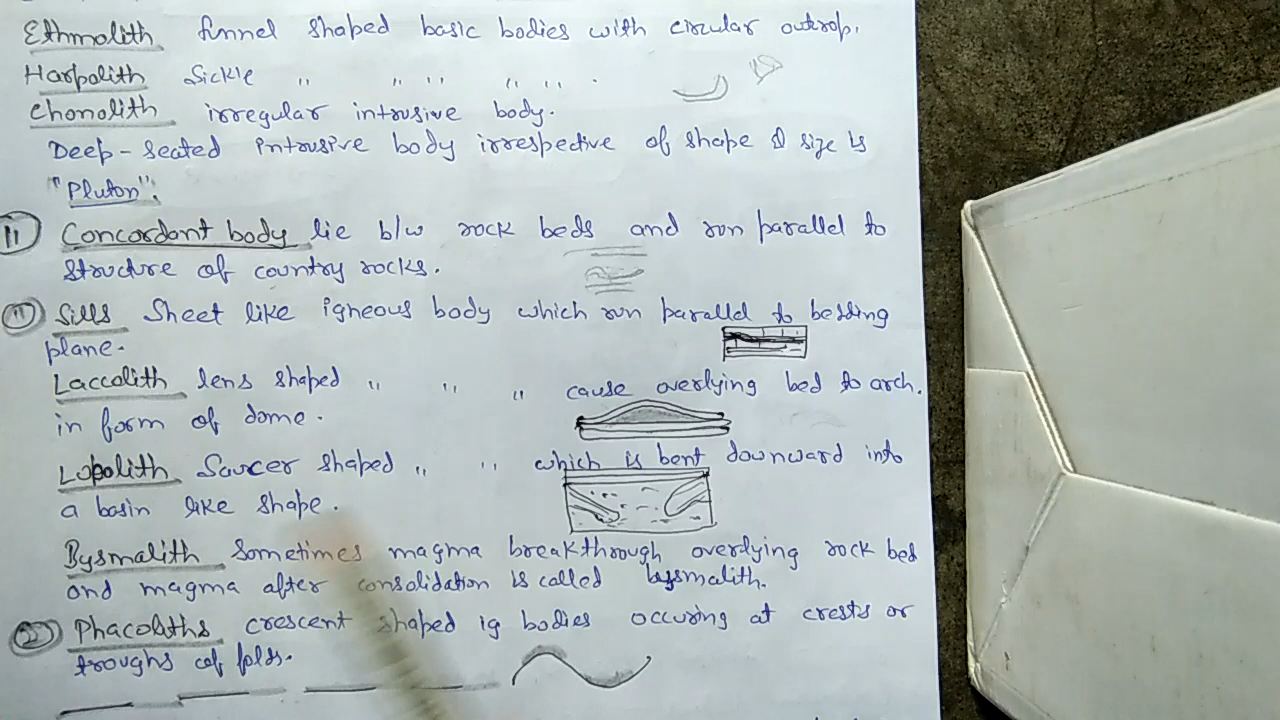 Ethmolith funnel shaped basic bodies with circular outcrop.
Harpolith Sickle " " " " " .
Chonolith irregular intrusive body.
Deep-seated intrusive body irrespective of shape & size is
"Pluton".
II Concordant body lie b/w rock beds and run parallel to
structure of country rocks.
Sills Sheet like igneous body which run parallel to bedding
plane.
Laccolith lens shaped " " " cause overlying bed to arch.
in form of dome.
Lopolith Saucer shaped " " which is bent downward into
a basin like shape.
Bysmalith Sometimes magma breakthrough overlying rock bed
and magma after consolidation is called bysmalith.
2 Phacoliths crescent shaped ig bodies occuring at crests or
troughs of folds.